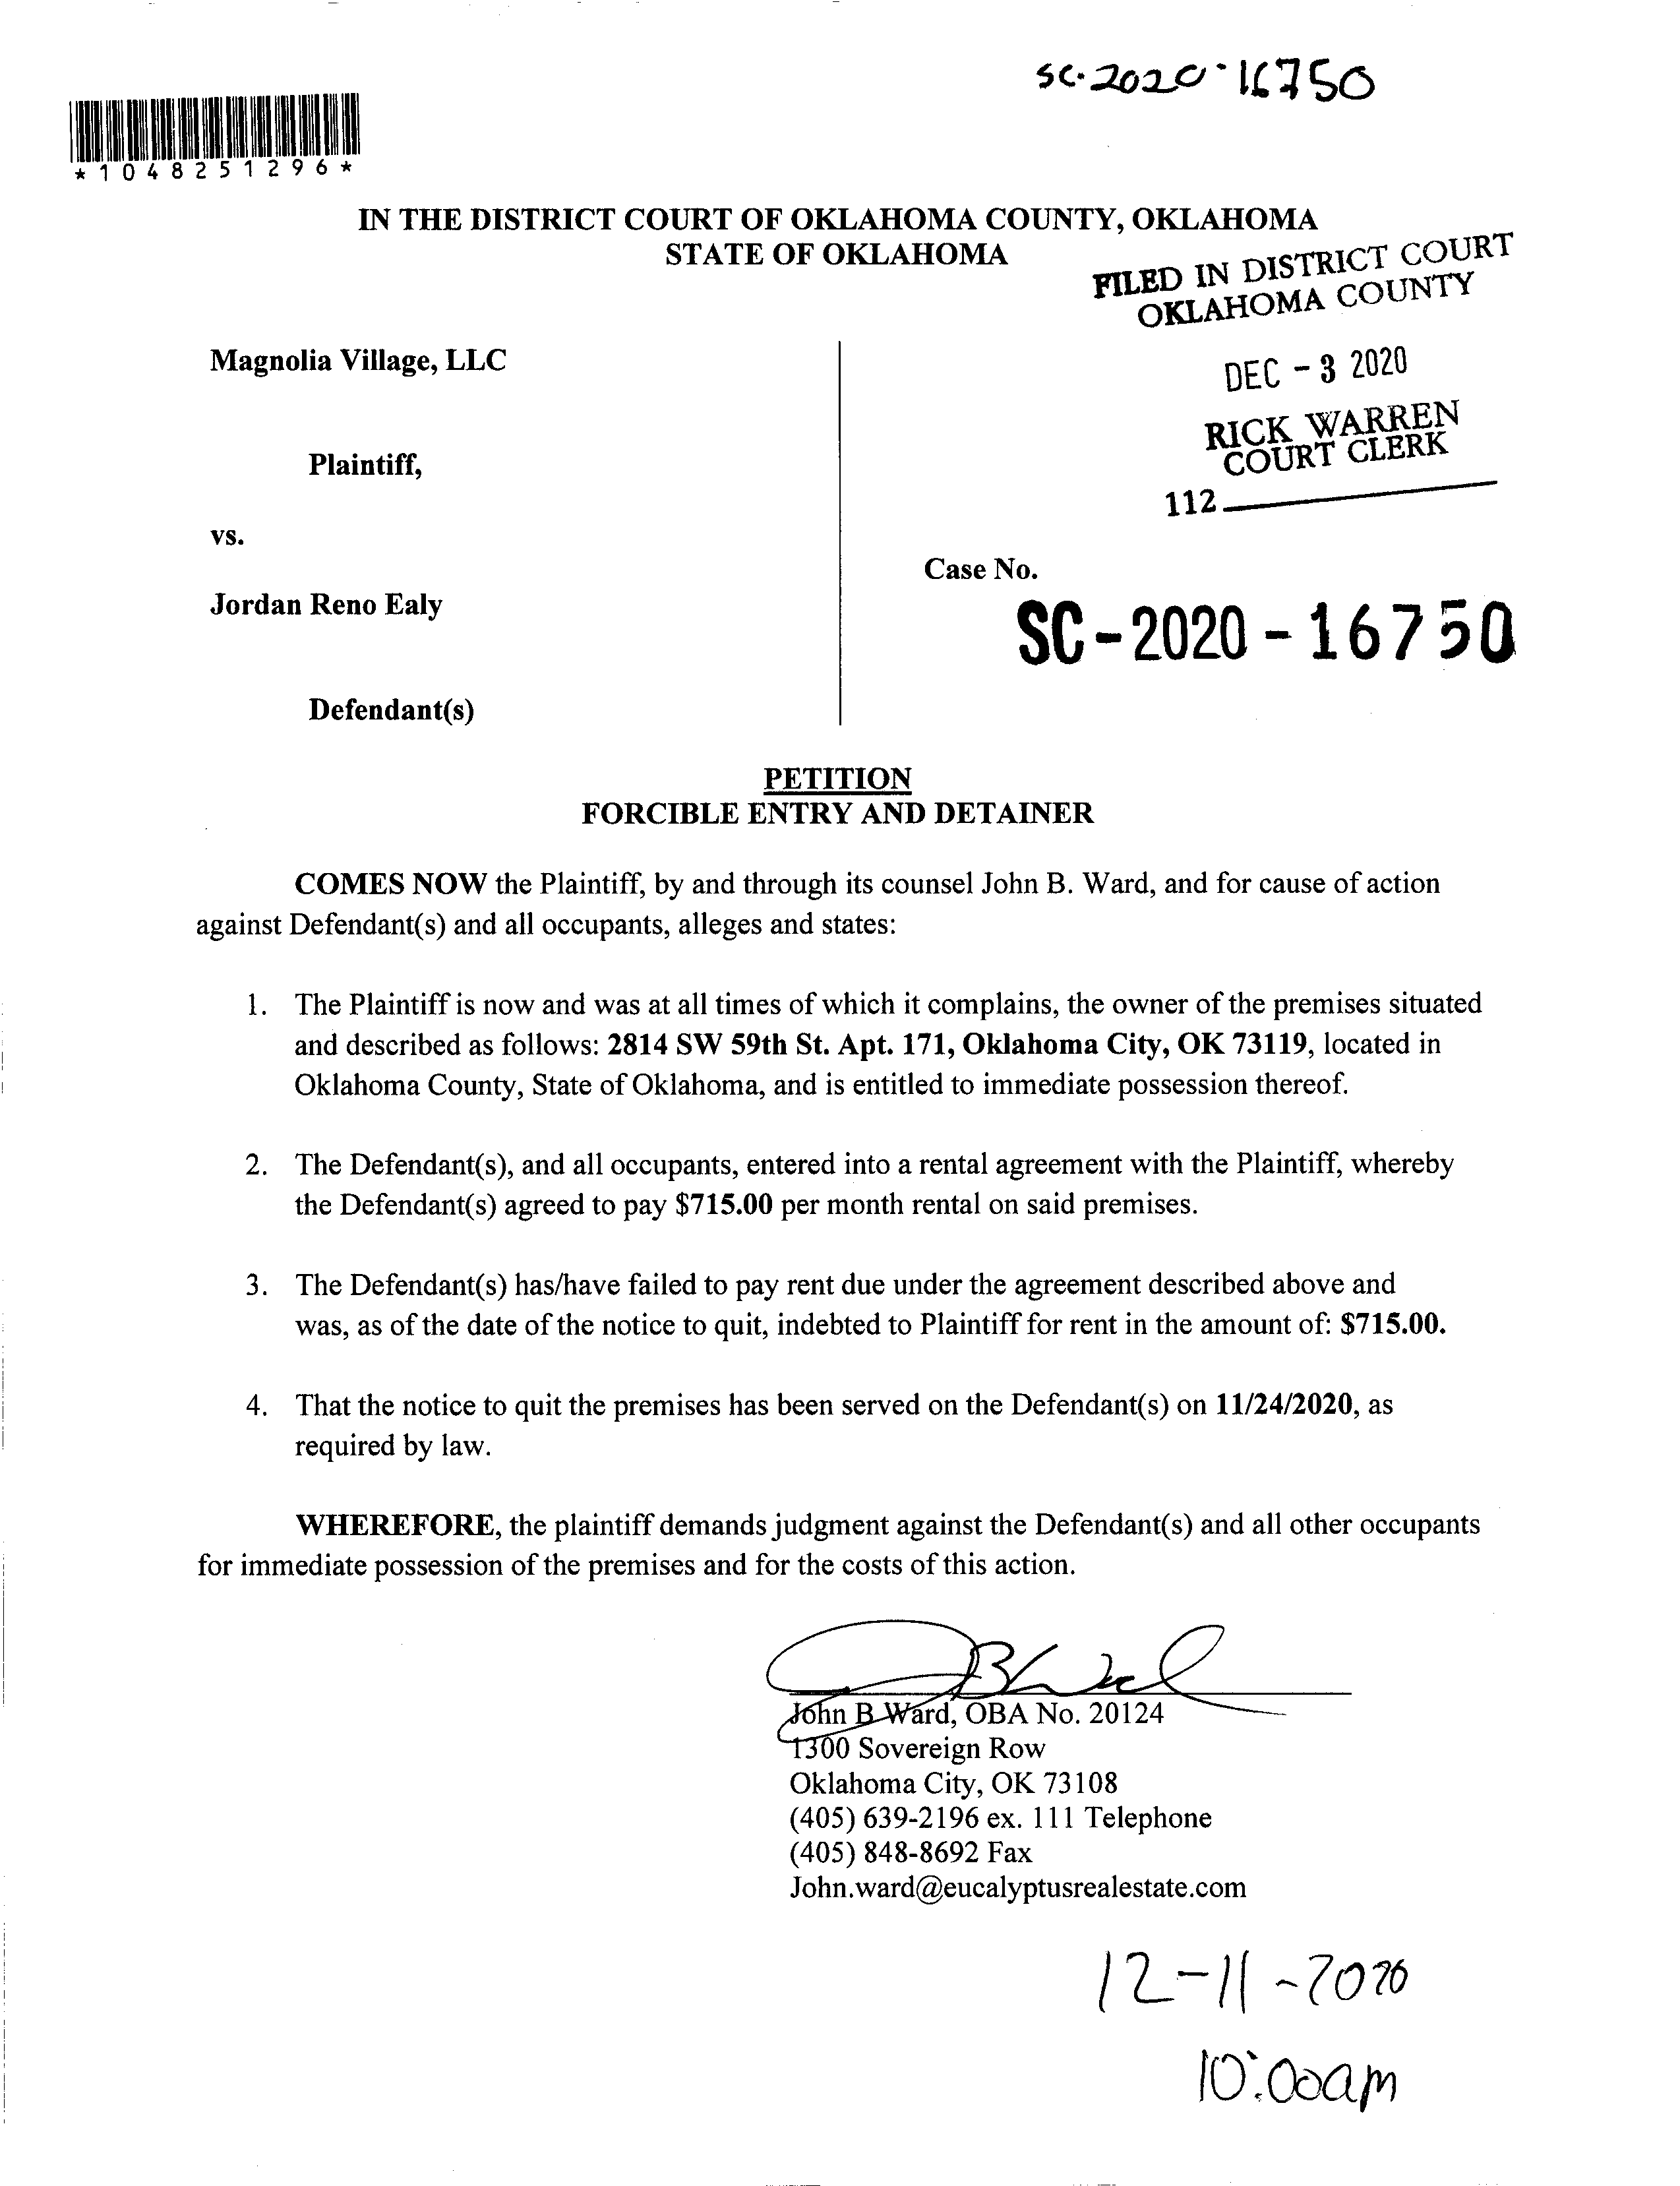 sc-2020-16750
*1048251296*
IN THE DISTRICT COURT OF OKLAHOMA COUNTY, OKLAHOMA
STATE OF OKLAHOMA
FILED IN DISTRICT COURT
OKLAHOMA COUNTY
Magnolia Village, LLC
DEC - 3 2020
RICK WARREN
COURT CLERK
Plaintiff,
112
vs.
Case No.
Jordan Reno Ealy
SC-2020-16750
Defendant(s)
PETITION
FORCIBLE ENTRY AND DETAINER
COMES NOW the Plaintiff, by and through its counsel John B. Ward, and for cause of action
against Defendant(s) and all occupants, alleges and states:
1. The Plaintiff is now and was at all times of which it complains, the owner of the premises situated
and described as follows: 2814 SW 59th St. Apt. 171, Oklahoma City, OK 73119, located in
Oklahoma County, State of Oklahoma, and is entitled to immediate possession thereof.
2. The Defendant(s), and all occupants, entered into a rental agreement with the Plaintiff, whereby
the Defendant(s) agreed to pay $715.00 per month rental on said premises.
3. The Defendant(s) has/have failed to pay rent due under the agreement described above and
was, as of the date of the notice to quit, indebted to Plaintiff for rent in the amount of: $715.00.
4. That the notice to quit the premises has been served on the Defendant(s) on 11/24/2020, as
required by law.
WHEREFORE, the plaintiff demands judgment against the Defendant(s) and all other occupants
for immediate possession of the premises and for the costs of this action.
John B Ward, OBA No. 20124
1300 Sovereign Row
Oklahoma City, OK 73108
(405) 639-2196 ex. 111 Telephone
(405) 848-8692 Fax
John.ward@eucalyptusrealestate.com
12-11-2020
10:00am